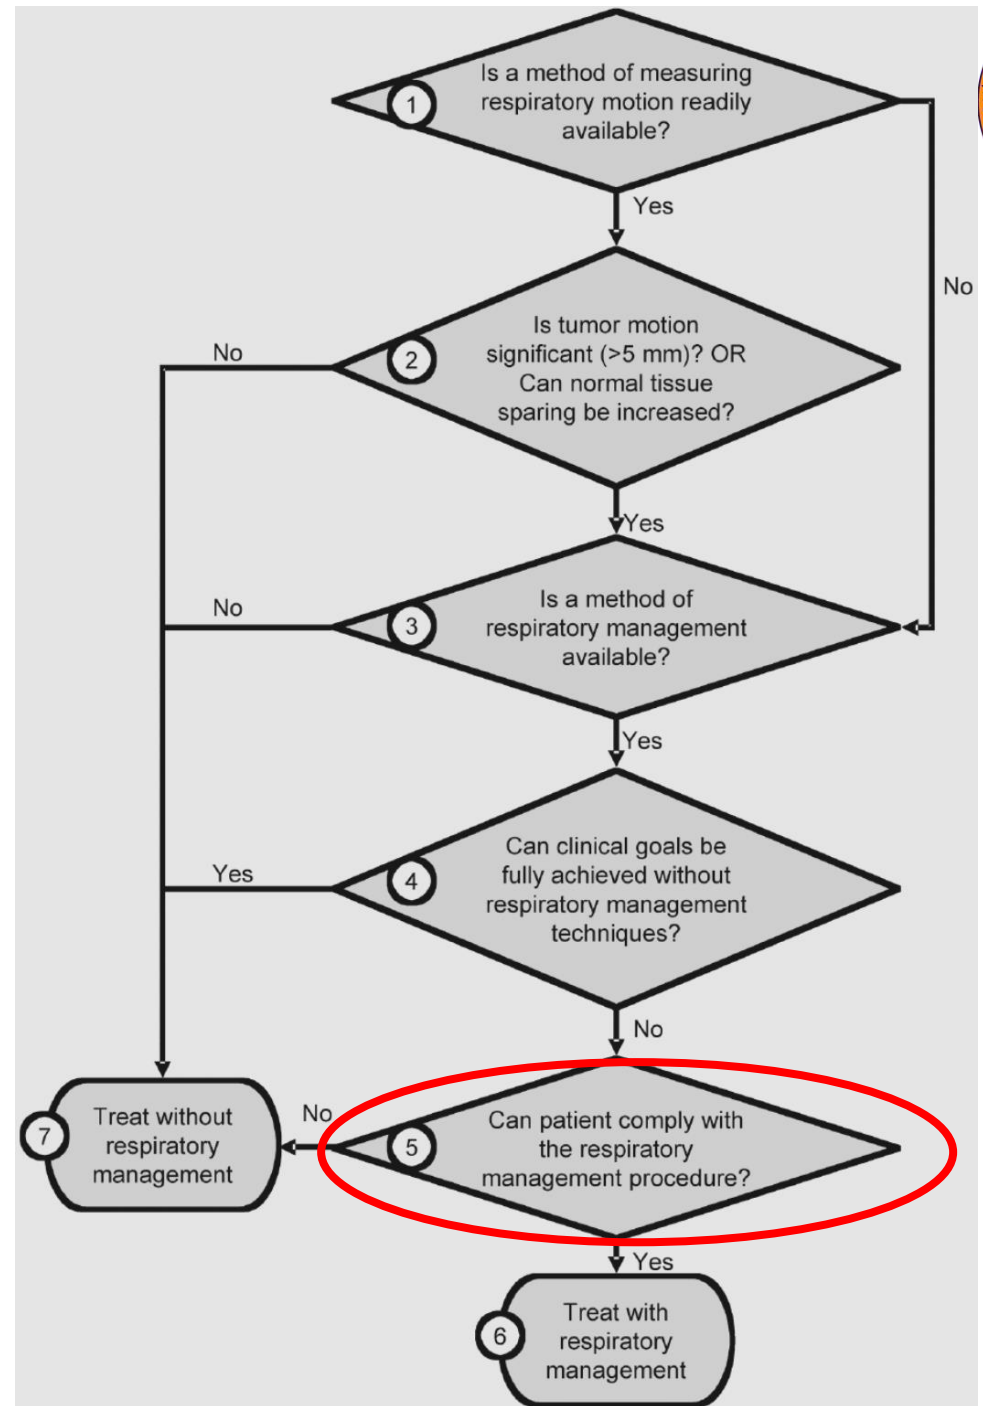 Is a method of measuring
respiratory motion readily
available?
1
Yes
No
Is tumor motion
significant (>5 mm)? OR
Can normal tissue
sparing be increased?
2
No
Yes
Is a method of
respiratory management
available?
3
No
Yes
Can clinical goals be
fully achieved without
respiratory management
techniques?
4
Yes
No
Can patient comply with
the respiratory
management procedure?
5
No
Treat without
respiratory
management
7
Yes
Treat with
respiratory
management
6